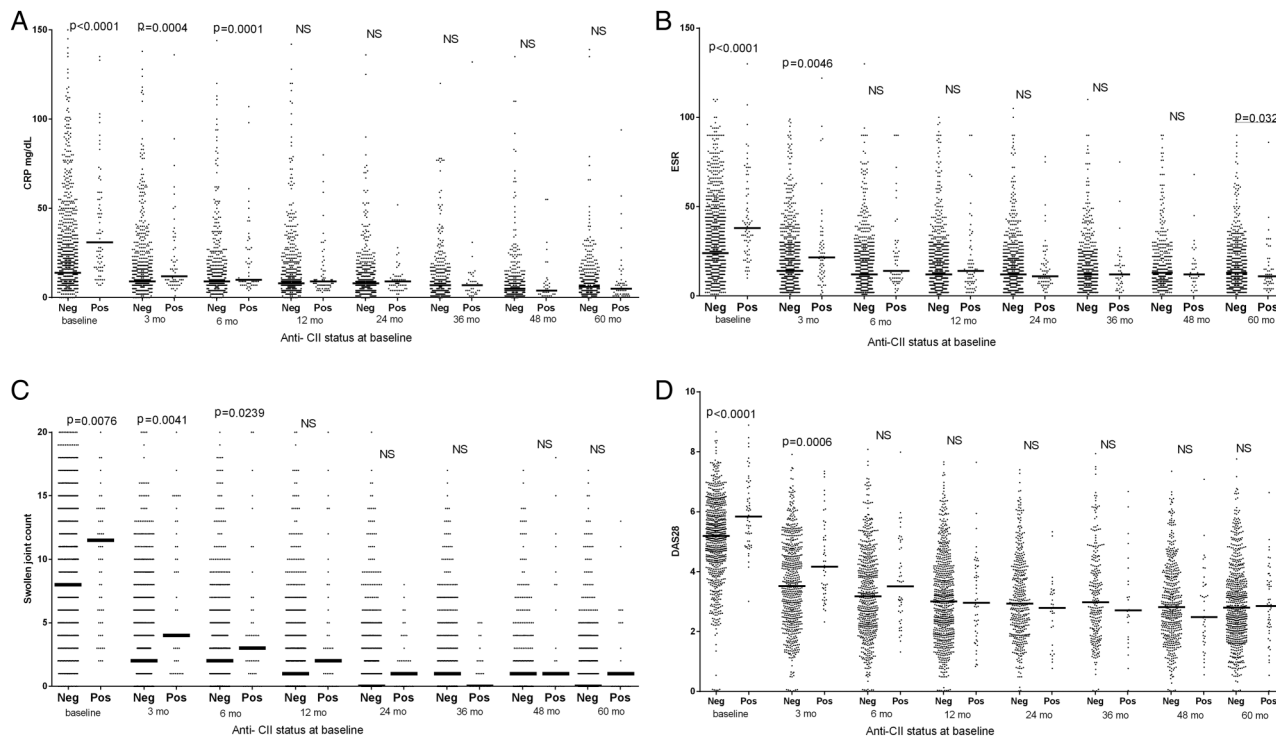 A
p<0.0001 p=0.0004 p=0.0001 NS NS NS NS NS
150
100
50
0
CRP mg/dL
Neg Pos Neg Pos Neg Pos Neg Pos Neg Pos Neg Pos Neg Pos Neg Pos
baseline 3 mo 6 mo 12 mo 24 mo 36 mo 48 mo 60 mo
Anti- CII status at baseline
B
p<0.0001 p=0.0046 NS NS NS NS NS p=0.032
150
100
50
0
ESR
Neg Pos Neg Pos Neg Pos Neg Pos Neg Pos Neg Pos Neg Pos Neg Pos
baseline 3 mo 6 mo 12 mo 24 mo 36 mo 48 mo 60 mo
Anti-CII status at baseline
C
p=0.0076 p=0.0041 p=0.0239 NS NS NS NS NS
20
15
10
5
0
Swollen joint count
Neg Pos Neg Pos Neg Pos Neg Pos Neg Pos Neg Pos Neg Pos Neg Pos
baseline 3 mo 6 mo 12 mo 24 mo 36 mo 48 mo 60 mo
Anti- CII status at baseline
D
p<0.0001 p=0.0006 NS NS NS NS NS NS
10
8
6
4
2
0
DAS28
Neg Pos Neg Pos Neg Pos Neg Pos Neg Pos Neg Pos Neg Pos Neg Pos
baseline 3 mo 6 mo 12 mo 24 mo 36 mo 48 mo 60 mo
Anti-CII status at baseline